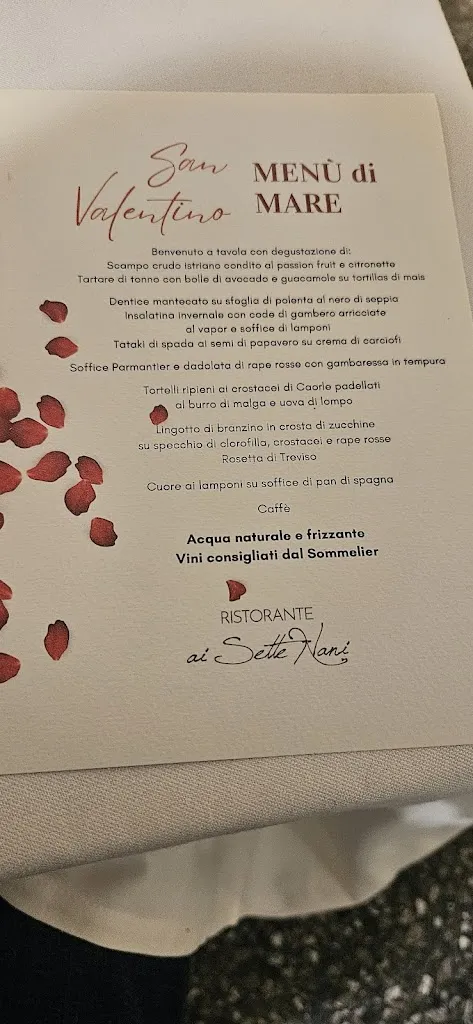 San Valentino
MENÙ di
MARE
Benvenuto a tavola con degustazione di:
Scampo crudo istriano condito al passion fruit e citronette
Tartare di tonno con bolle di avocado e guacamole su tortillas di mais
Dentice mantecato su sfoglia di polenta al nero di seppia
Insalatina invernale con code di gambero arricciate
al vapor e soffice di lamponi
Tataki di spada ai semi di papavero su crema di carciofi
Soffice Parmantier e dadolata di rape rosse con gamberessa in tempura
Tortelli ripieni ai crostacei di Caorle padellati
al burro di malga e uova di lompo
Lingotto di branzino in crosta di zucchine
su specchio di clorofilla, crostacei e rape rosse
Rosetta di Treviso
Cuore ai lamponi su soffice di pan di spagna
Caffè
Acqua naturale e frizzante
Vini consigliati dal Sommelier
RISTORANTE
ai Sette Nani